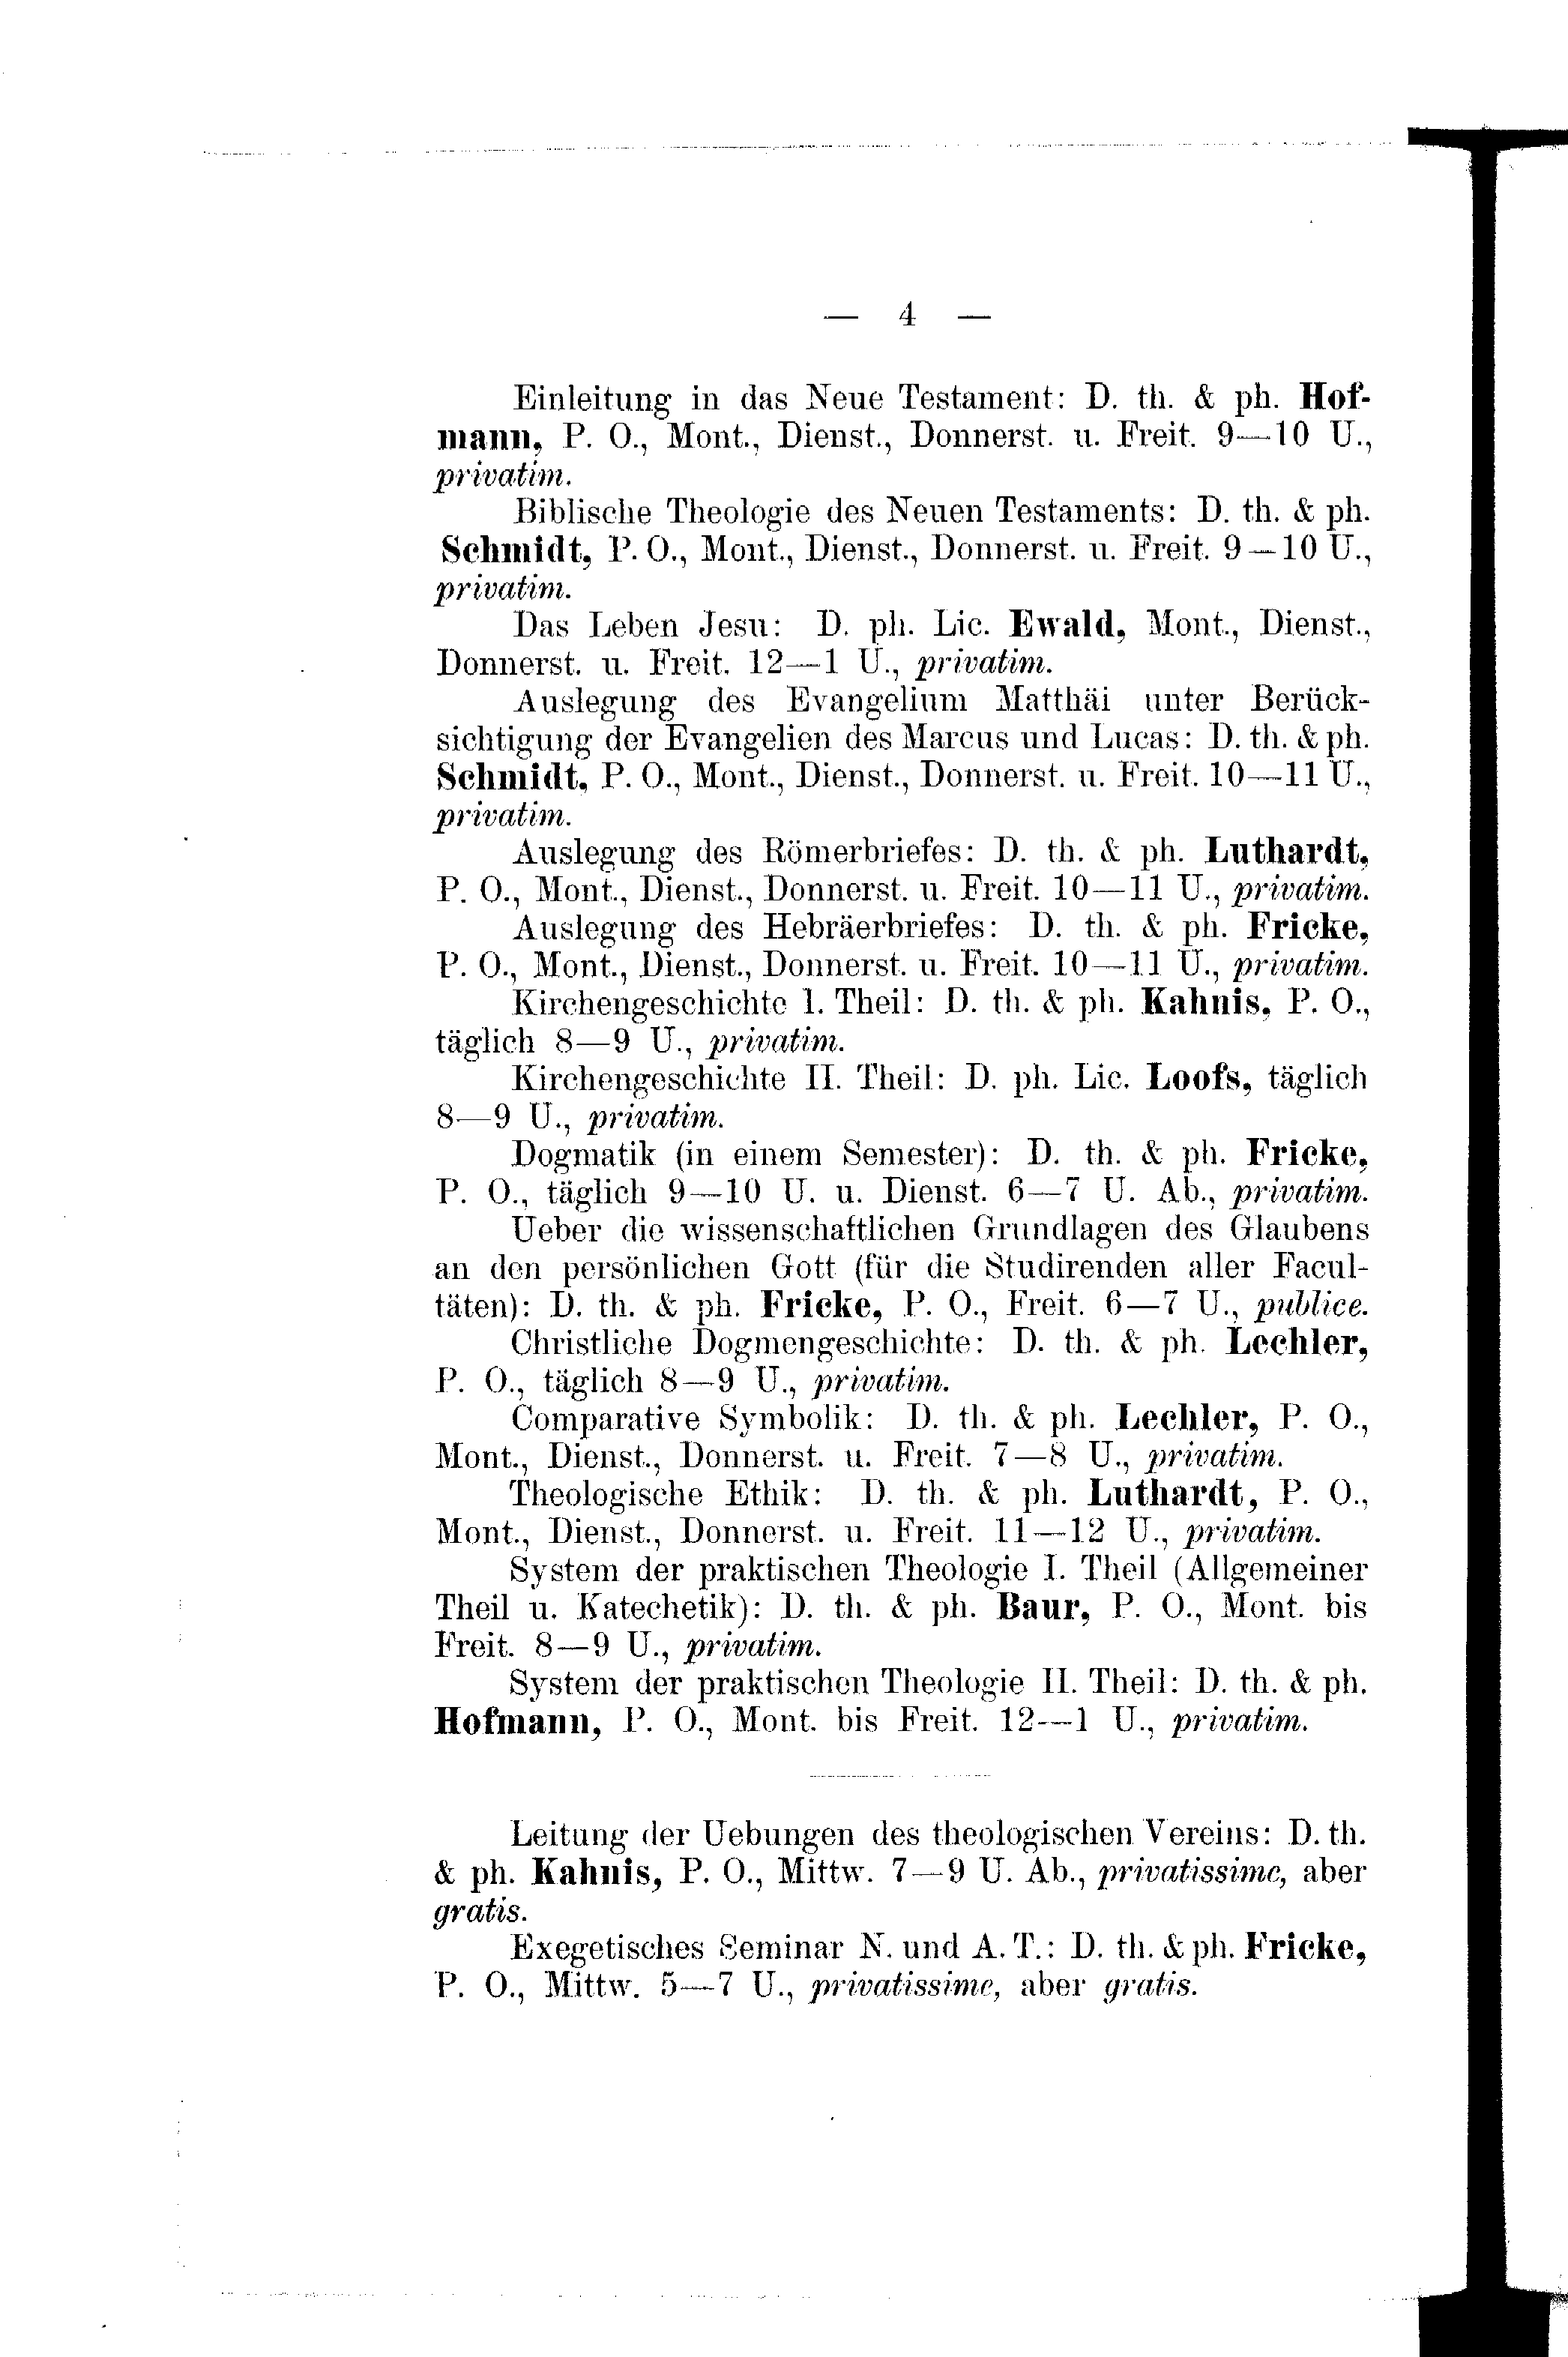 — 4 —
Einleitung in das Neue Testament: D. th. & ph. Hof-
mann, P. O., Mont., Dienst., Donnerst. u. Freit. 9—10 U.,
privatim.
Biblische Theologie des Neuen Testaments: D. th. & ph.
Schmidt, P. O., Mont., Dienst., Donnerst. u. Freit. 9—10 U.,
privatim.
Das Leben Jesu: D. ph. Lic. Ewald, Mont., Dienst.,
Donnerst. u. Freit. 12—1 U., privatim.
Auslegung des Evangelium Matthäi unter Berück-
sichtigung der Evangelien des Marcus und Lucas: D. th. & ph.
Schmidt, P. O., Mont., Dienst., Donnerst. u. Freit. 10—11 U.,
privatim.
Auslegung des Römerbriefes: D. th. & ph. Luthardt,
P. O., Mont., Dienst., Donnerst. u. Freit. 10—11 U., privatim.
Auslegung des Hebräerbriefes: D. th. & ph. Fricke,
P. O., Mont., Dienst., Donnerst. u. Freit. 10—11 U., privatim.
Kirchengeschichte I. Theil: D. th. & ph. Kahnis, P. O.,
täglich 8—9 U., privatim.
Kirchengeschichte II. Theil: D. ph. Lic. Loofs, täglich
8—9 U., privatim.
Dogmatik (in einem Semester): D. th. & ph. Fricke,
P. O., täglich 9—10 U. u. Dienst. 6—7 U. Ab., privatim.
Ueber die wissenschaftlichen Grundlagen des Glaubens
an den persönlichen Gott (für die Studirenden aller Facul-
täten): D. th. & ph. Fricke, P. O., Freit. 6—7 U., publice.
Christliche Dogmengeschichte: D. th. & ph. Lechler,
P. O., täglich 8—9 U., privatim.
Comparative Symbolik: D. th. & ph. Lechler, P. O.,
Mont., Dienst., Donnerst. u. Freit. 7—8 U., privatim.
Theologische Ethik: D. th. & ph. Luthardt, P. O.,
Mont., Dienst., Donnerst. u. Freit. 11—12 U., privatim.
System der praktischen Theologie I. Theil (Allgemeiner
Theil u. Katechetik): D. th. & ph. Baur, P. O., Mont. bis
Freit. 8—9 U., privatim.
System der praktischen Theologie II. Theil: D. th. & ph.
Hofmann, P. O., Mont. bis Freit. 12—1 U., privatim.
Leitung der Uebungen des theologischen Vereins: D. th.
& ph. Kahnis, P. O., Mittw. 7—9 U. Ab., privatissime, aber
gratis.
Exegetisches Seminar N. und A. T.: D. th. & ph. Fricke,
P. O., Mittw. 5—7 U., privatissime, aber gratis.